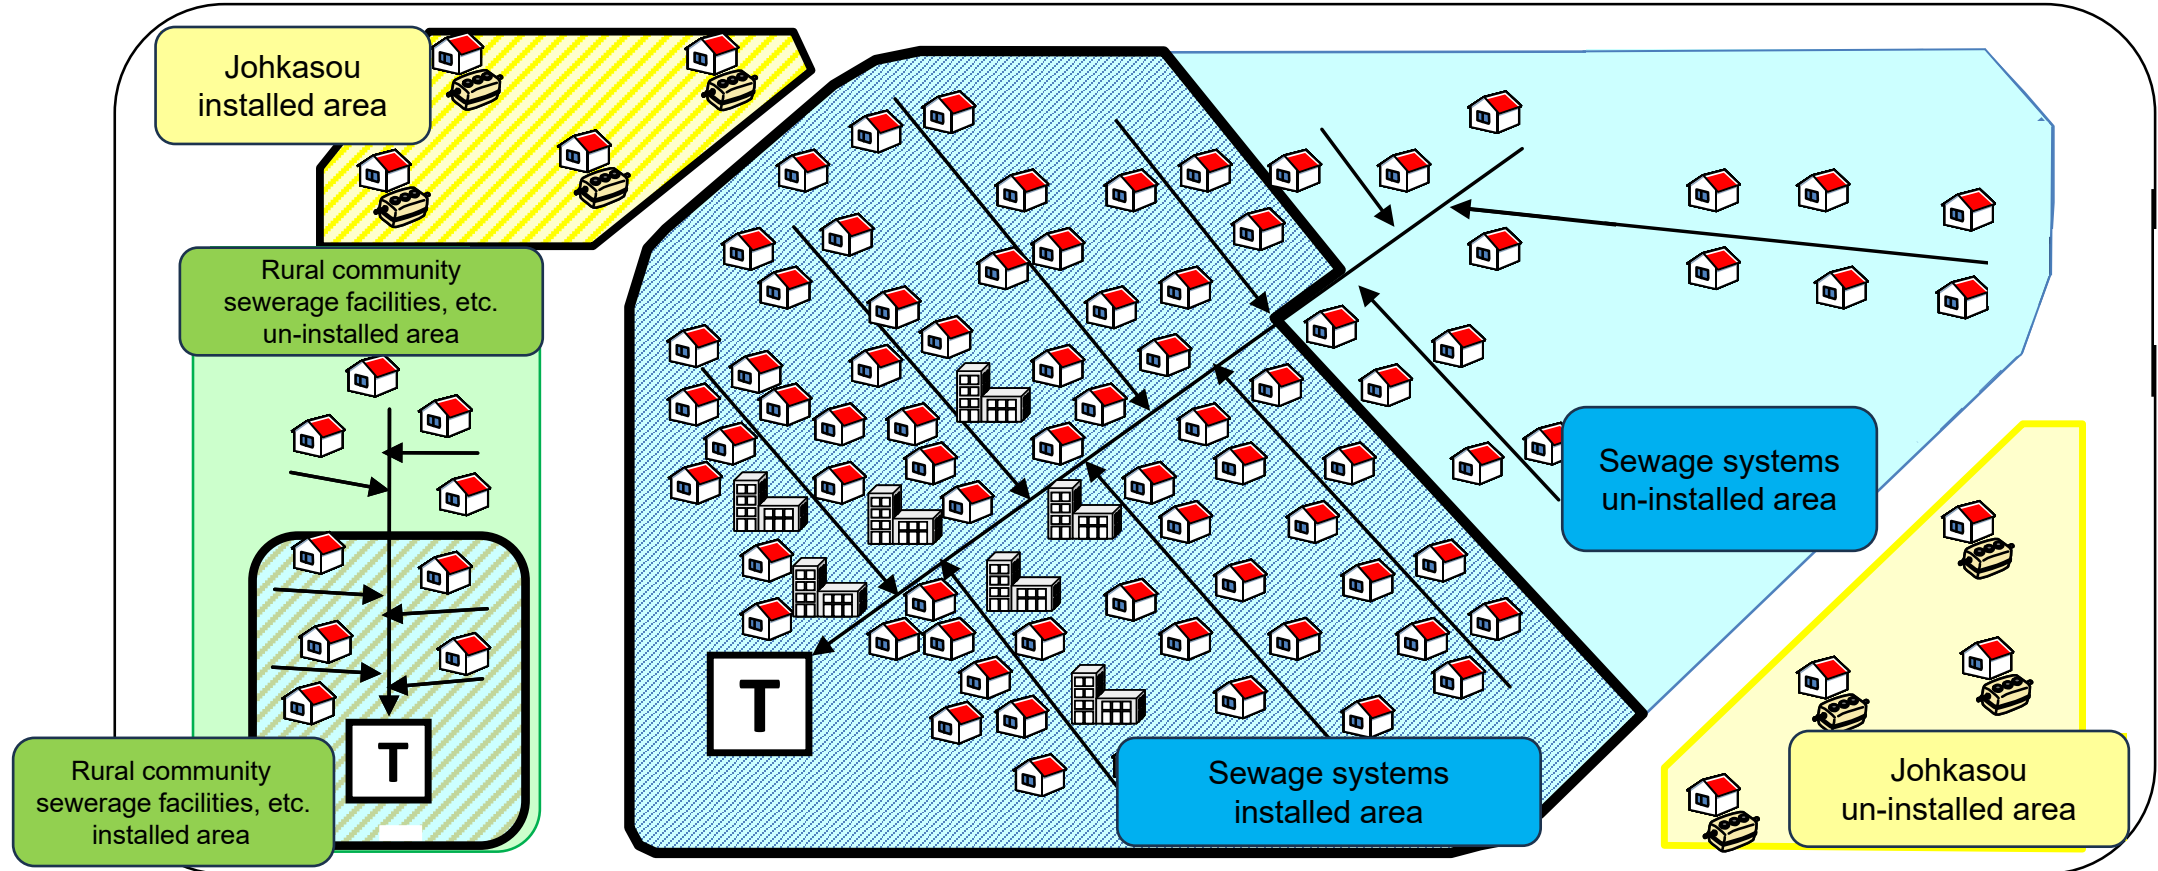 Johkasou
installed area
Rural community
sewerage facilities, etc.
un-installed area
Sewage systems
un-installed area
T
T
Rural community
sewerage facilities, etc.
installed area
Sewage systems
installed area
Johkasou
un-installed area